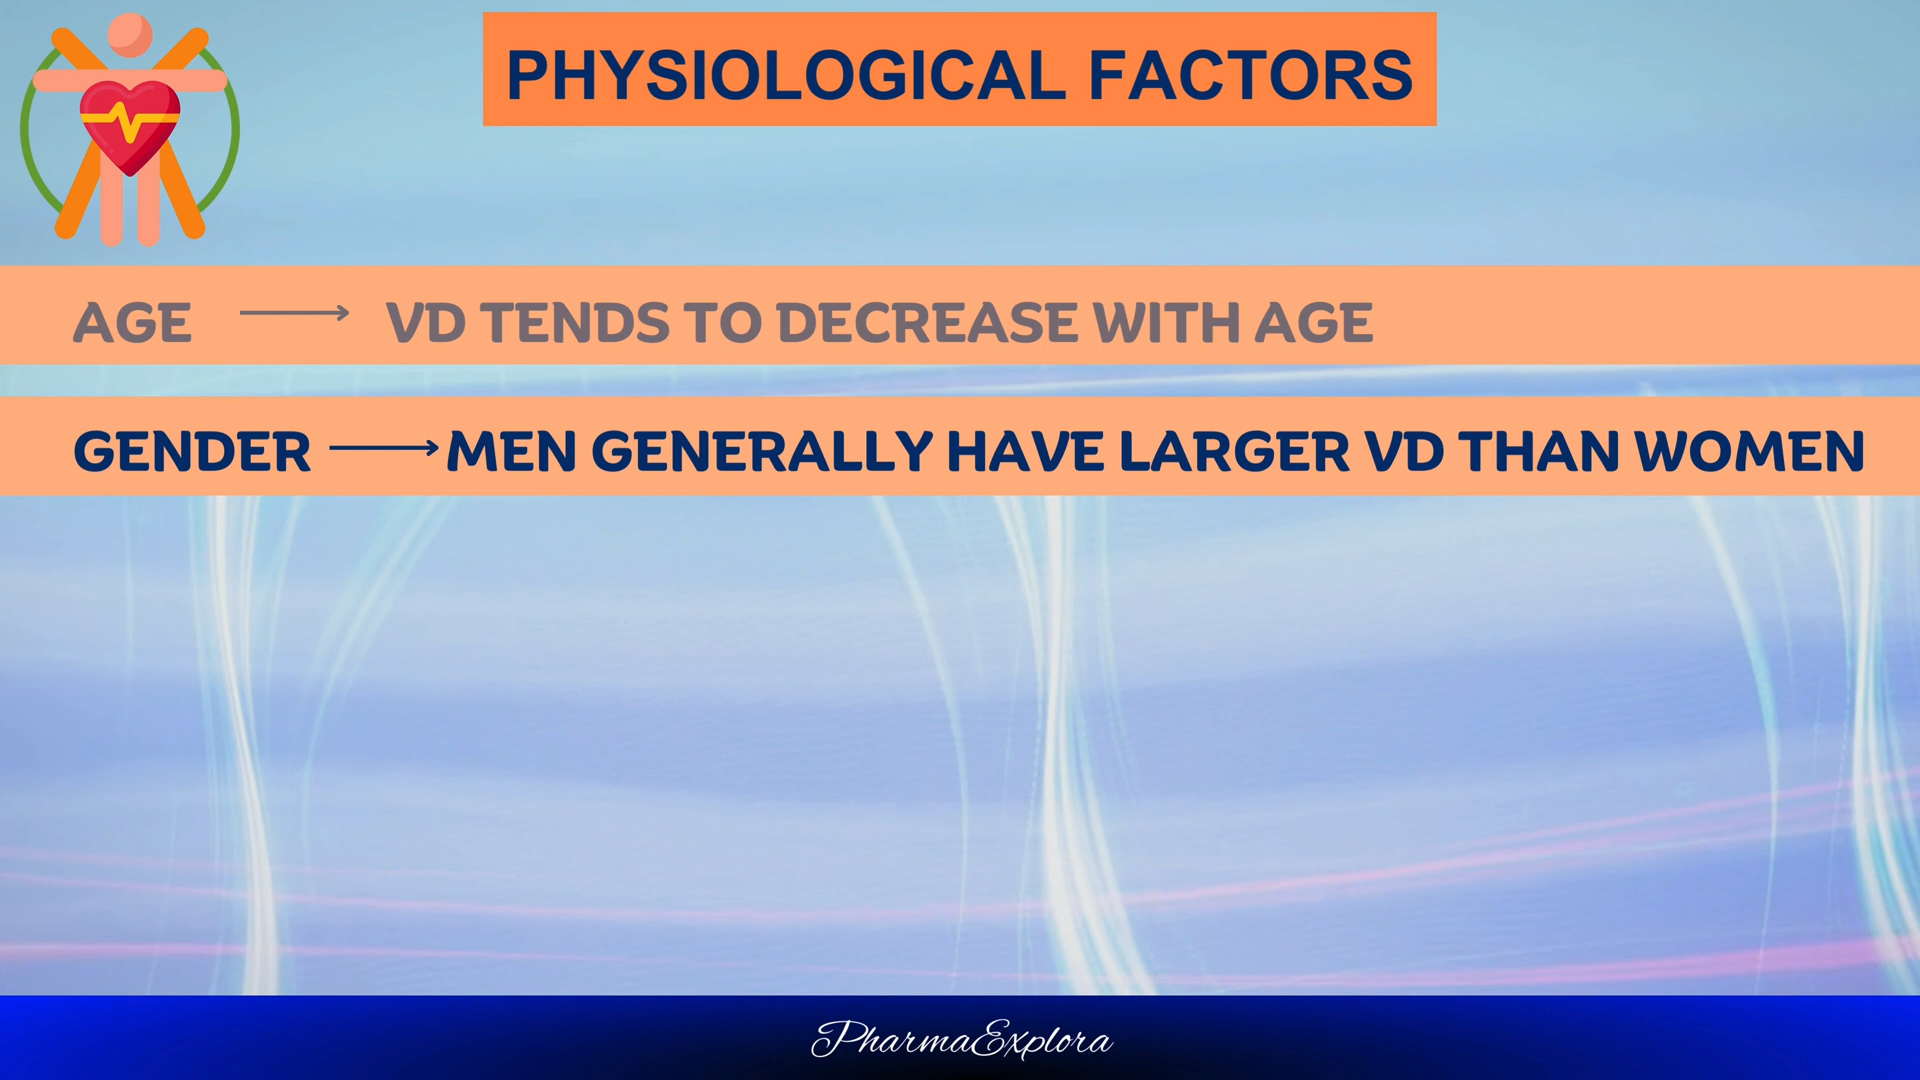 PHYSIOLOGICAL FACTORS
AGE VD TENDS TO DECREASE WITH AGE
GENDER MEN GENERALLY HAVE LARGER VD THAN WOMEN
PharmaExplora